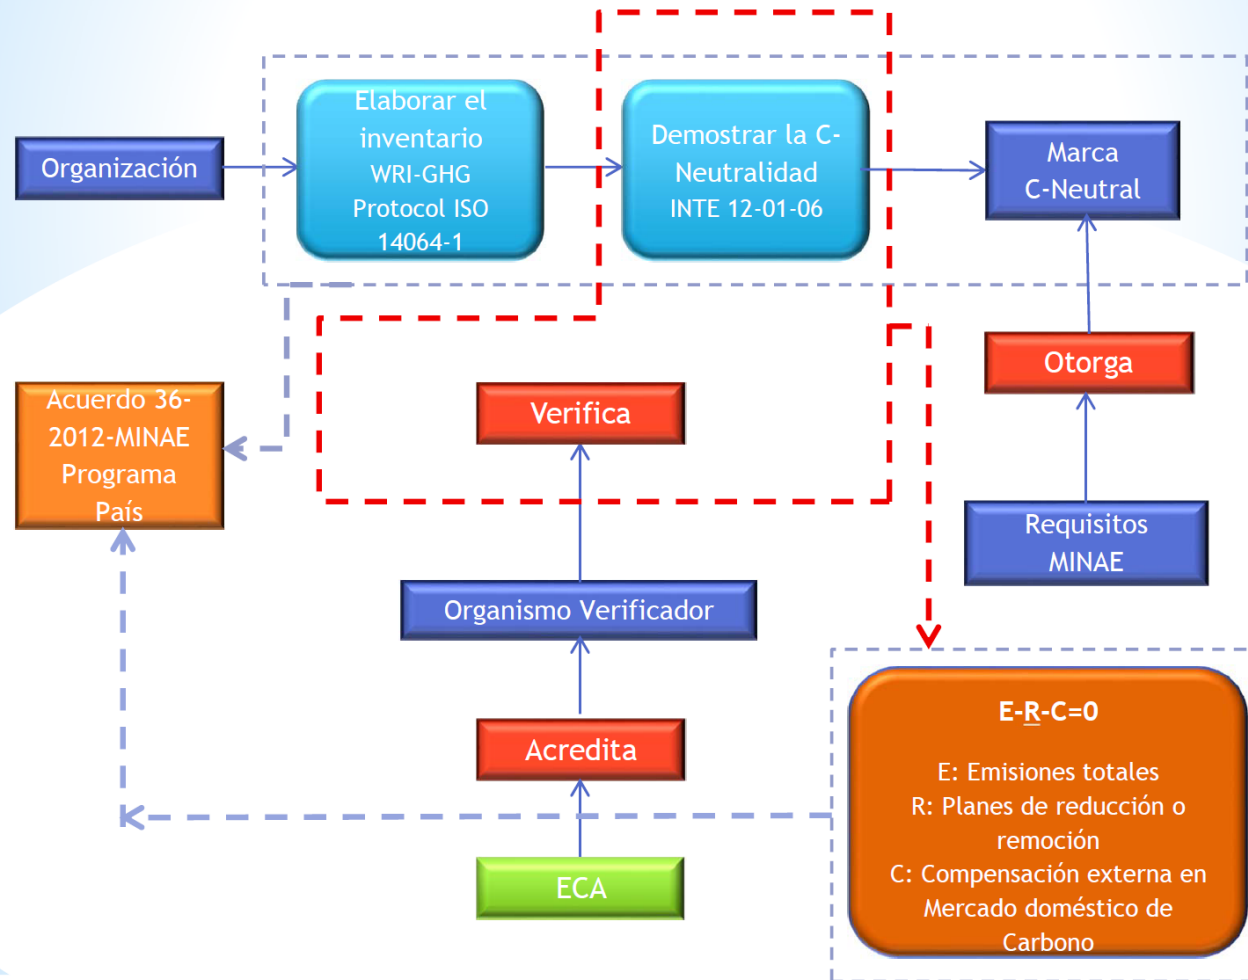 Organización
Elaborar el
inventario
WRI-GHG
Protocol ISO
14064-1
Demostrar la C-
Neutralidad
INTE 12-01-06
Marca
C-Neutral
Otorga
Requisitos
MINAE
Acuerdo 36-
2012-MINAE
Programa
País
Verifica
Organismo Verificador
Acredita
ECA
E-R-C=0
E: Emisiones totales
R: Planes de reducción o
remoción
C: Compensación externa en
Mercado doméstico de
Carbono